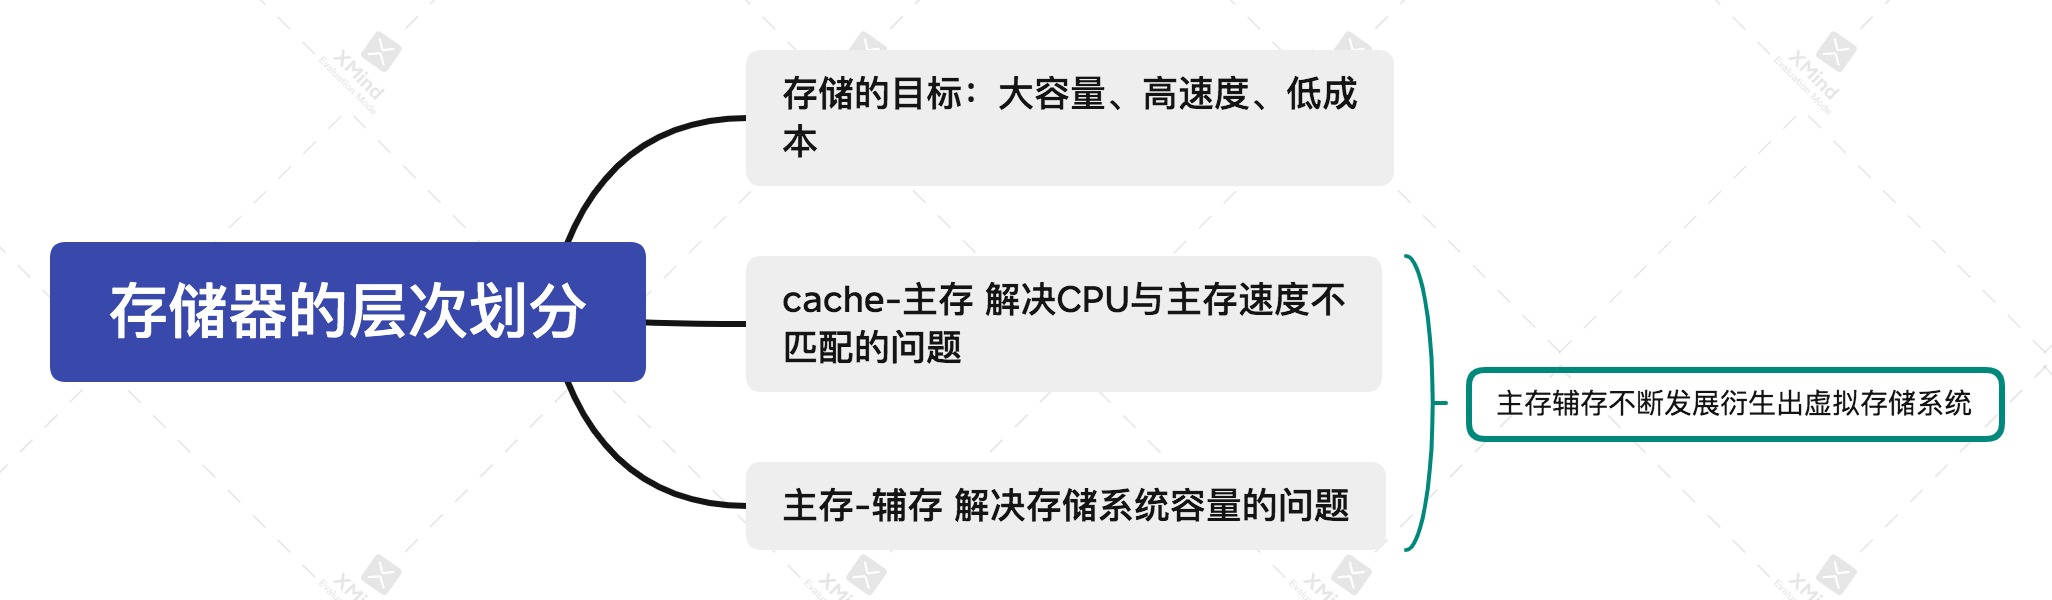 存储的目标：大容量、高速度、低成
本
存储器的层次划分
cache-主存 解决CPU与主存速度不
匹配的问题
主存辅存不断发展衍生出虚拟存储系统
主存-辅存 解决存储系统容量的问题
XMind
Evaluation Mode
XMind
Evaluation Mode